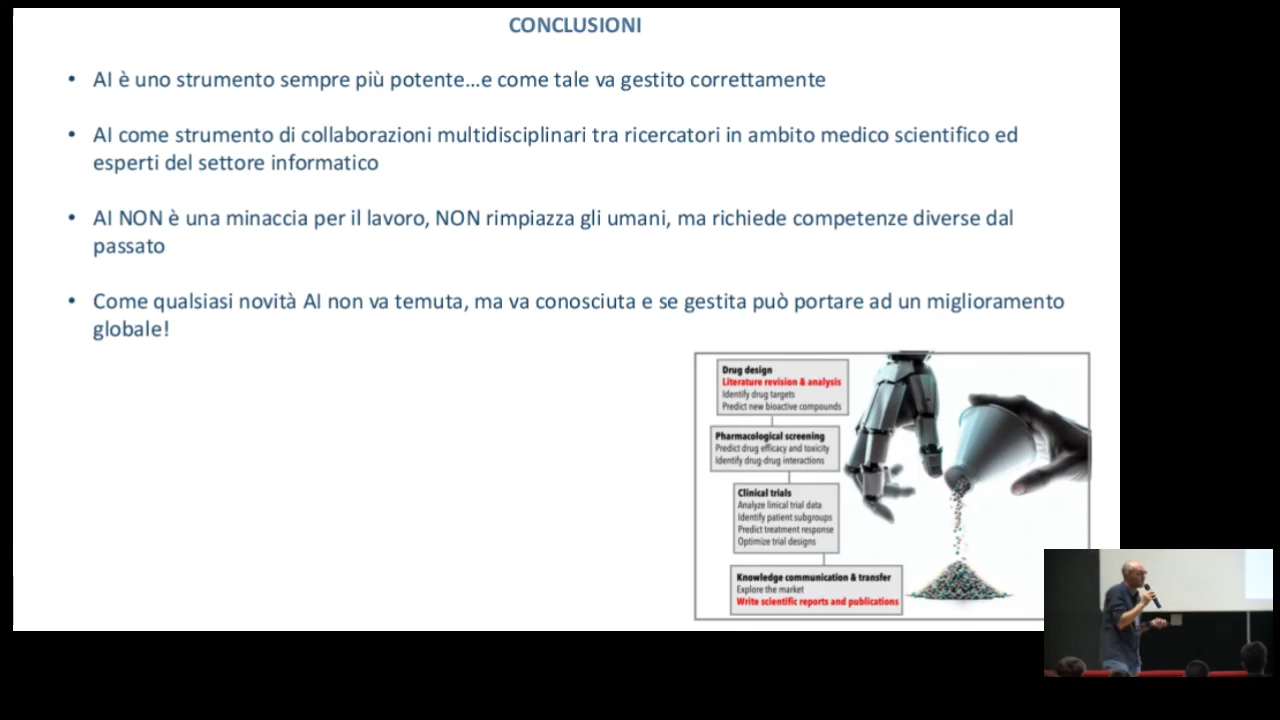 CONCLUSIONI
• AI è uno strumento sempre più potente...e come tale va gestito correttamente
• AI come strumento di collaborazioni multidisciplinari tra ricercatori in ambito medico scientifico ed
esperti del settore informatico
• AI NON è una minaccia per il lavoro, NON rimpiazza gli umani, ma richiede competenze diverse dal
passato
• Come qualsiasi novità AI non va temuta, ma va conosciuta e se gestita può portare ad un miglioramento
globale!
Drug design
Literature revision & analysis
Identify drug targets
Predict new bioactive compounds
Pharmacological screening
Predict drug efficacy and toxicity
Identify drug-drug interactions
Clinical trials
Analyze linical trial data
Identify patient subgroups
Predict treatment response
Optimize trial designs
Knowledge communication & transfer
Explore the market
Write scientific reports and publications